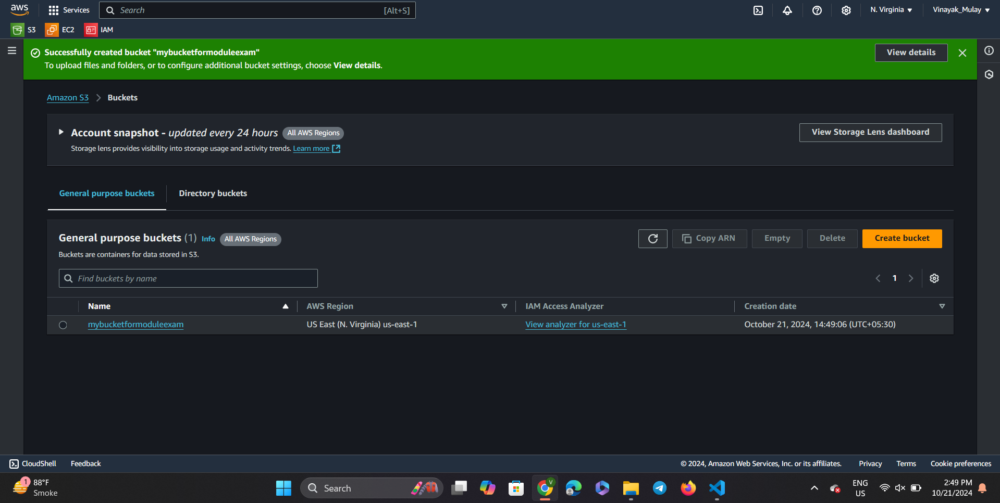 aws Services Search [Alt+S] N. Virginia ▼ Vinayak_Mulay ▼
S3 EC2 IAM
Successfully created bucket "mybucketformoduleexam"
To upload files and folders, or to configure additional bucket settings, choose View details.
View details
Amazon S3 > Buckets
Account snapshot - updated every 24 hours All AWS Regions
Storage lens provides visibility into storage usage and activity trends. Learn more
View Storage Lens dashboard
General purpose buckets Directory buckets
General purpose buckets (1) Info All AWS Regions
Buckets are containers for data stored in S3.
Copy ARN Empty Delete Create bucket
Find buckets by name
1
Name AWS Region IAM Access Analyzer Creation date
mybucketformoduleexam US East (N. Virginia) us-east-1 View analyzer for us-east-1 October 21, 2024, 14:49:06 (UTC+05:30)
CloudShell Feedback © 2024, Amazon Web Services, Inc. or its affiliates. Privacy Terms Cookie preferences
1 88°F
Smoke
Search
V
ENG
US
2:49 PM
10/21/2024